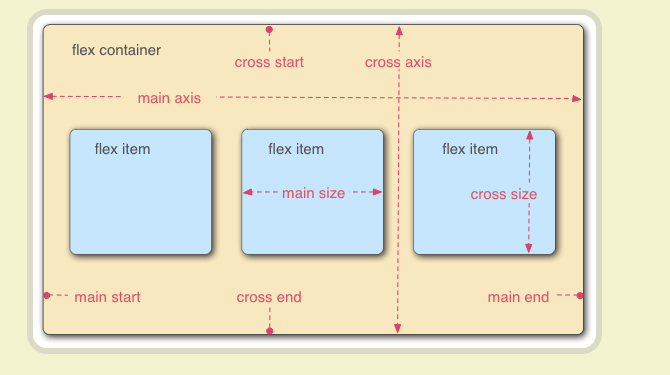 flex container
cross start
cross axis
main axis
flex item
flex item
flex item
main size
cross size
main start
cross end
main end